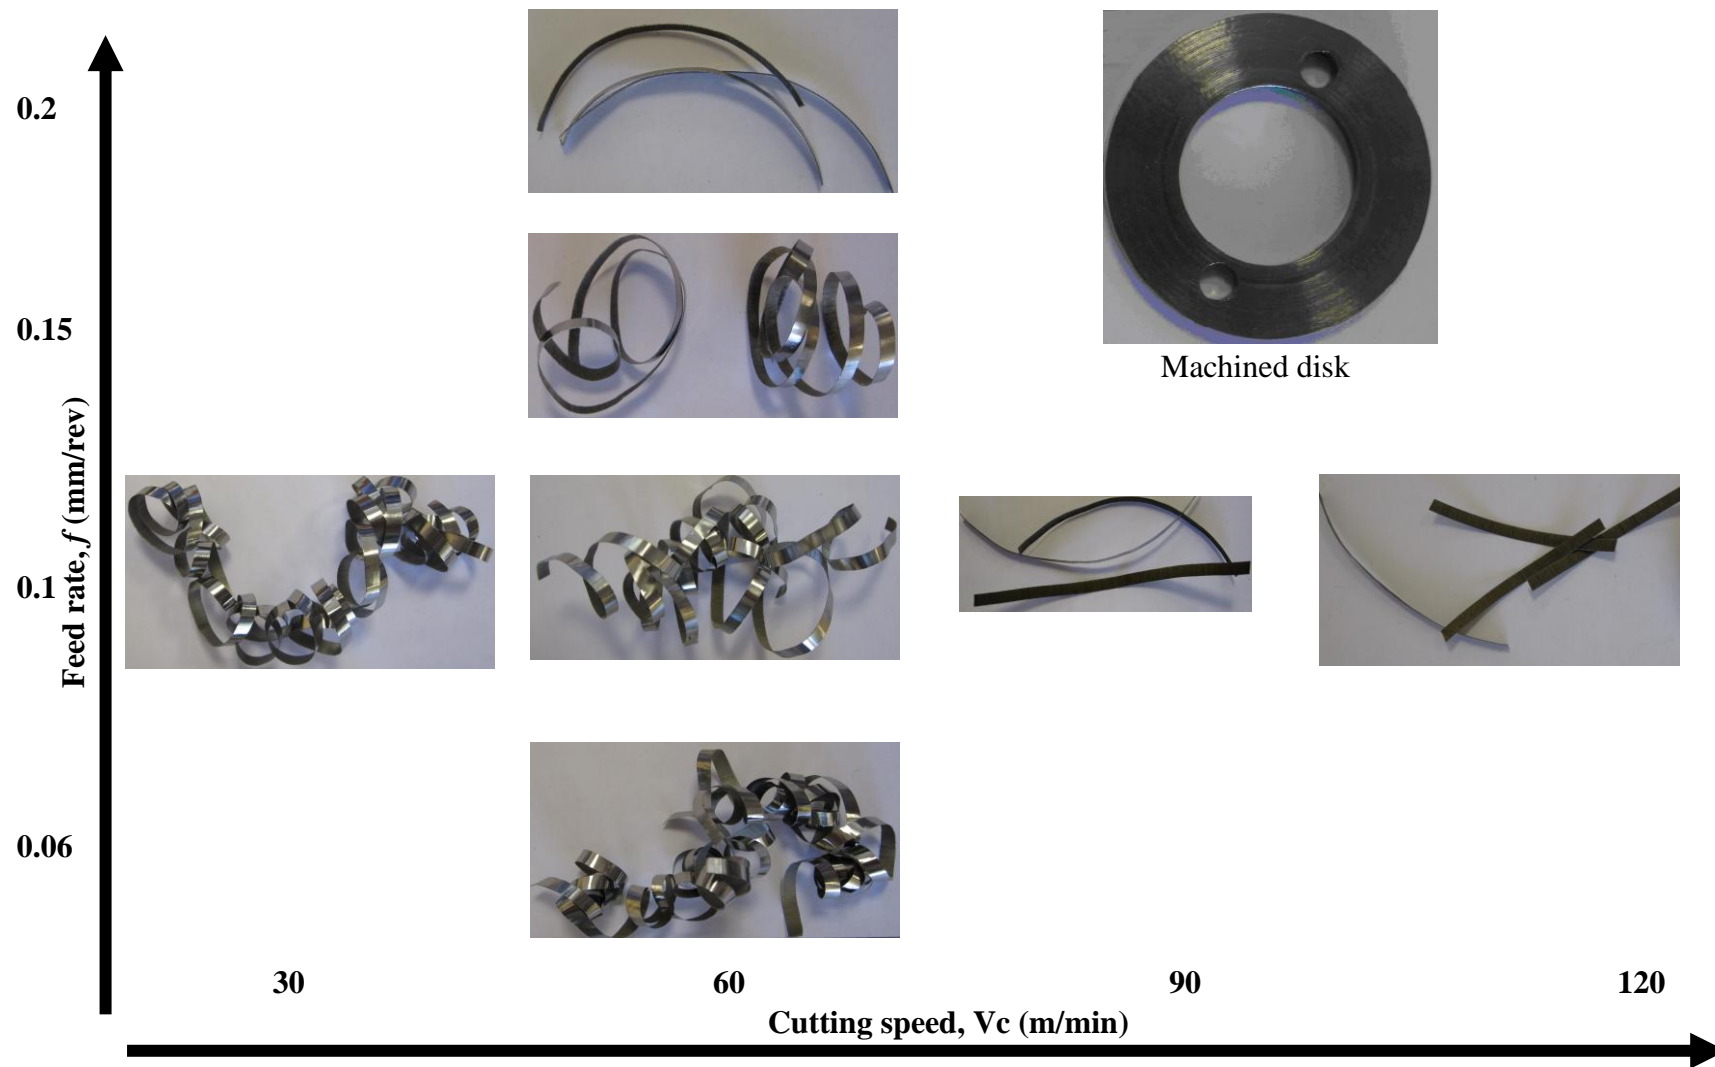 0.2
0.15
Machined disk
Feed rate, f (mm/rev)
0.1
0.06
30 60 90 120
Cutting speed, Vc (m/min)